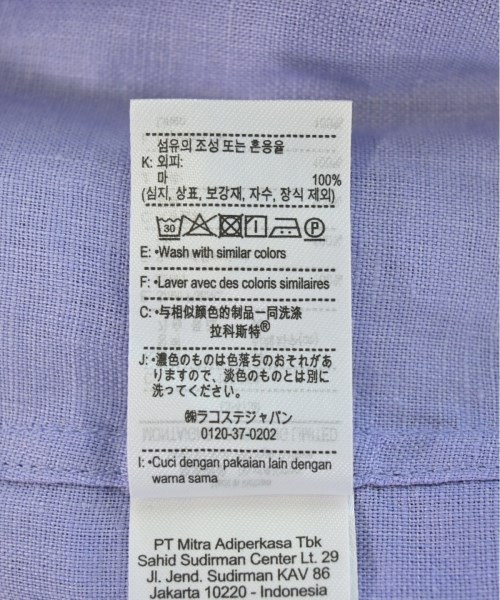 섬유의 조성 또는 혼용율
K: 외피:
마 100%
(심지, 상표, 보강재, 자수, 장식 제외)
30 P
E: •Wash with similar colors
F: •Laver avec des coloris similaires
C: •与相似颜色的制品一同洗涤
拉科斯特®
J: •濃色のものは色落ちのおそれがあ
りますので、淡色のものとは別に
洗ってください。
㈱ラコステジャパン
0120-37-0202
I: •Cuci dengan pakaian lain dengan
warna sama
PT Mitra Adiperkasa Tbk
Sahid Sudirman Center Lt. 29
Jl. Jend. Sudirman KAV 86
Jakarta 10220 - Indonesia